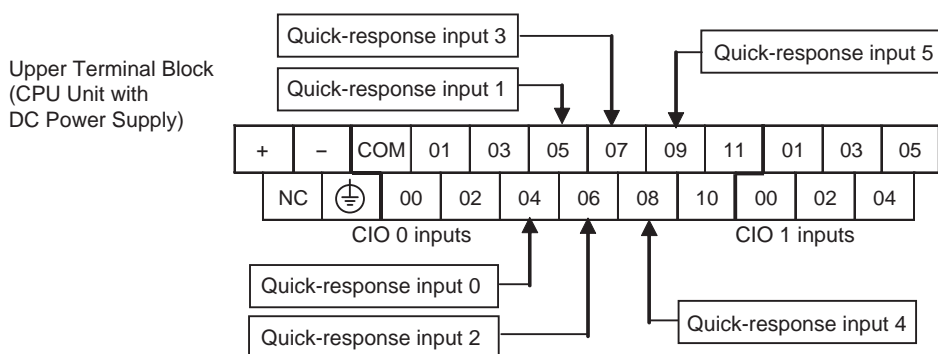 Quick-response input 3
Quick-response input 5
Upper Terminal Block
(CPU Unit with
DC Power Supply)
Quick-response input 1
+ − COM 01 03 05 07 09 11 01 03 05
NC 00 02 04 06 08 10 00 02 04
CIO 0 inputs
CIO 1 inputs
Quick-response input 0
Quick-response input 2
Quick-response input 4